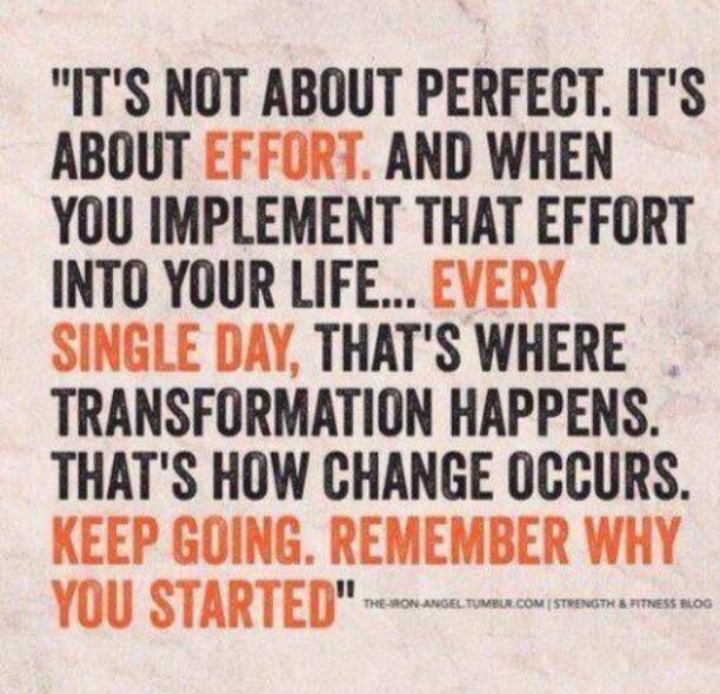 "IT'S NOT ABOUT PERFECT. IT'S
ABOUT EFFORT. AND WHEN
YOU IMPLEMENT THAT EFFORT
INTO YOUR LIFE... EVERY
SINGLE DAY, THAT'S WHERE
TRANSFORMATION HAPPENS.
THAT'S HOW CHANGE OCCURS.
KEEP GOING. REMEMBER WHY
YOU STARTED"
THE-IRON-ANGEL.TUMBLR.COM | STRENGTH & FITNESS BLOG